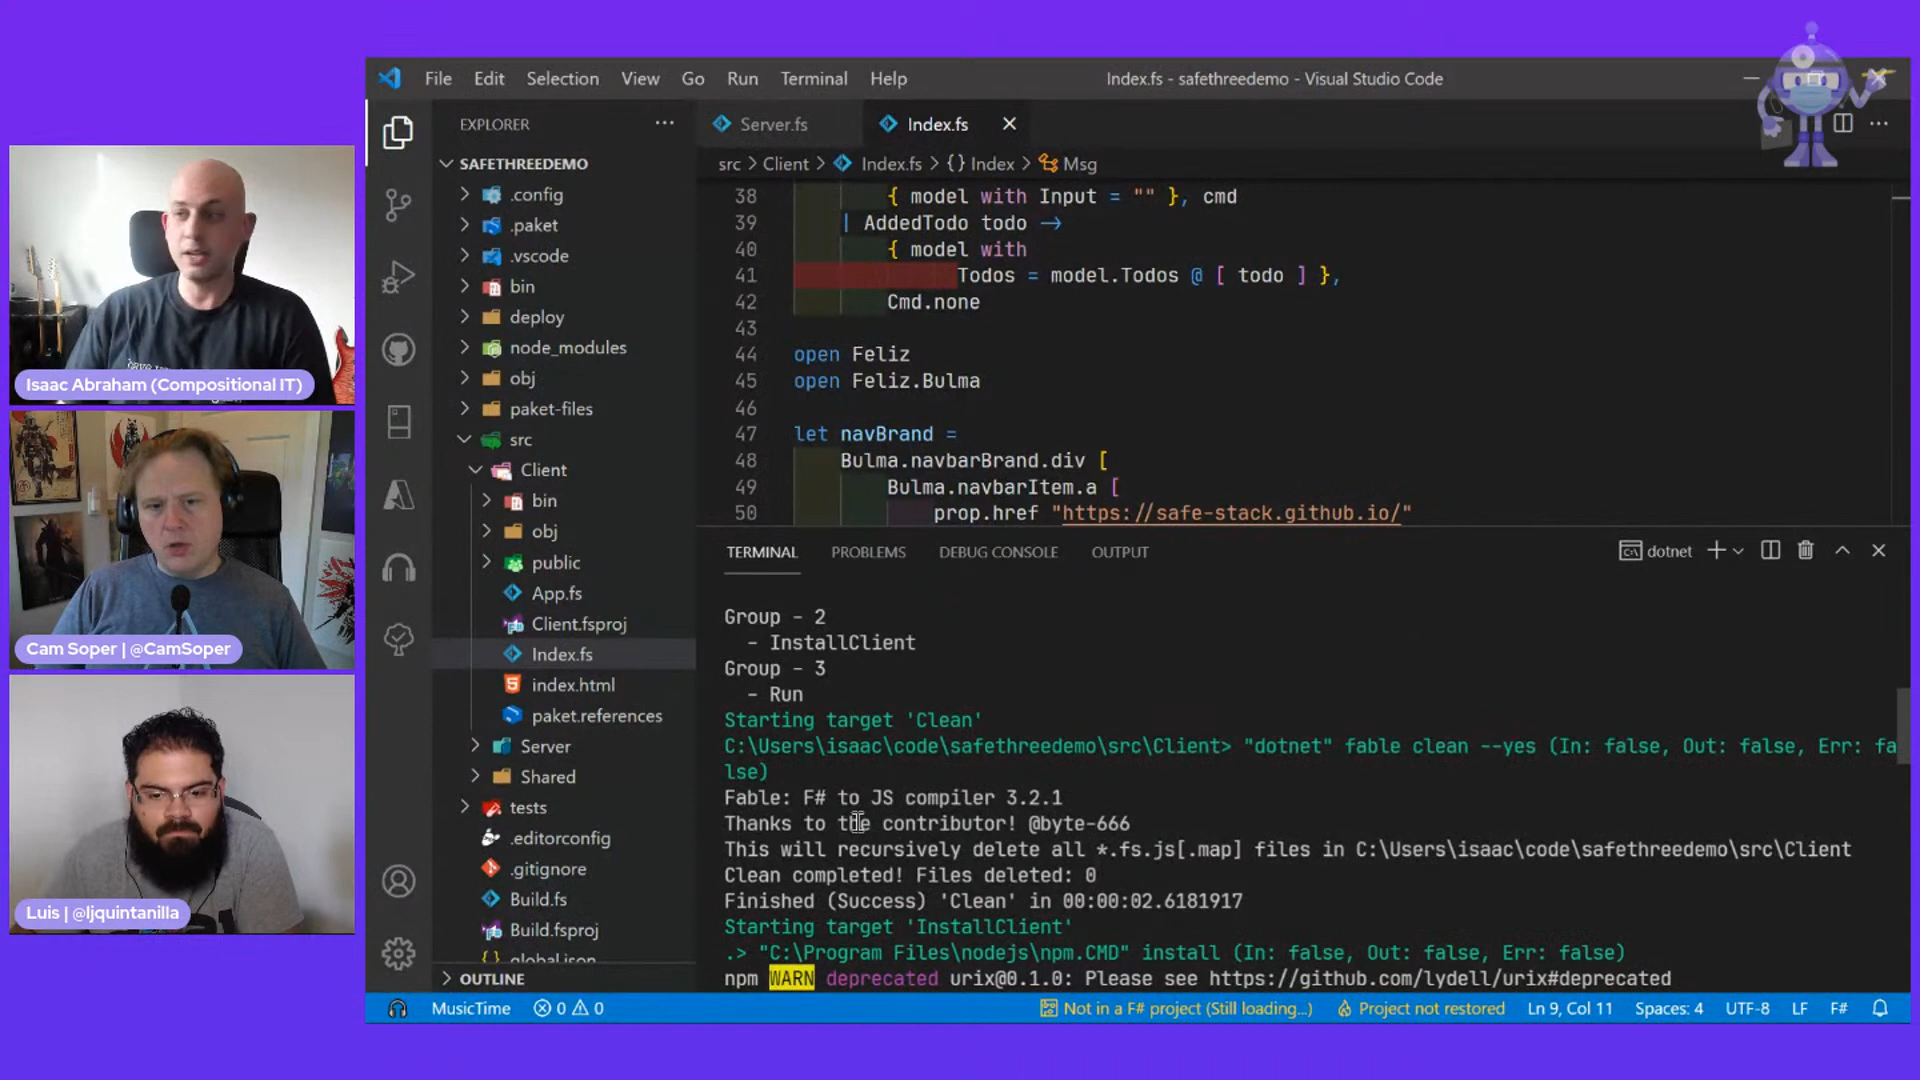 File Edit Selection View Go Run Terminal Help
Index.fs - safethreedemo - Visual Studio Code
EXPLORER
SAFETHREEDEMO
.config
.paket
.vscode
bin
deploy
node_modules
obj
paket-files
src
Client
bin
obj
public
App.fs
Client.fsproj
Index.fs
index.html
paket.references
Server
Shared
tests
.editorconfig
.gitignore
Build.fs
Build.fsproj
global.json
OUTLINE
Server.fs
Index.fs
src > Client > Index.fs > {} Index > Msg
38 { model with Input = "" }, cmd
39 | AddedTodo todo ->
40 { model with
41 Todos = model.Todos @ [ todo ] },
42 Cmd.none
43
44 open Feliz
45 open Feliz.Bulma
46
47 let navBrand =
48 Bulma.navbarBrand.div [
49 Bulma.navbarItem.a [
50 prop.href "https://safe-stack.github.io/"
TERMINAL PROBLEMS DEBUG CONSOLE OUTPUT
dotnet
Group - 2
- InstallClient
Group - 3
- Run
Starting target 'Clean'
C:\Users\isaac\code\safethreedemo\src\Client> "dotnet" fable clean --yes (In: false, Out: false, Err: fa
lse)
Fable: F# to JS compiler 3.2.1
Thanks to the contributor! @byte-666
This will recursively delete all *.fs.js[.map] files in C:\Users\isaac\code\safethreedemo\src\Client
Clean completed! Files deleted: 0
Finished (Success) 'Clean' in 00:00:02.6181917
Starting target 'InstallClient'
.> "C:\Program Files\nodejs\npm.CMD" install (In: false, Out: false, Err: false)
npm WARN deprecated urix@0.1.0: Please see https://github.com/lydell/urix#deprecated
MusicTime
0 0
Not in a F# project (Still loading...)
Project not restored
Ln 9, Col 11
Spaces: 4
UTF-8
LF
F#
Isaac Abraham (Compositional IT)
Cam Soper | @CamSoper
Luis | @ljquintanilla